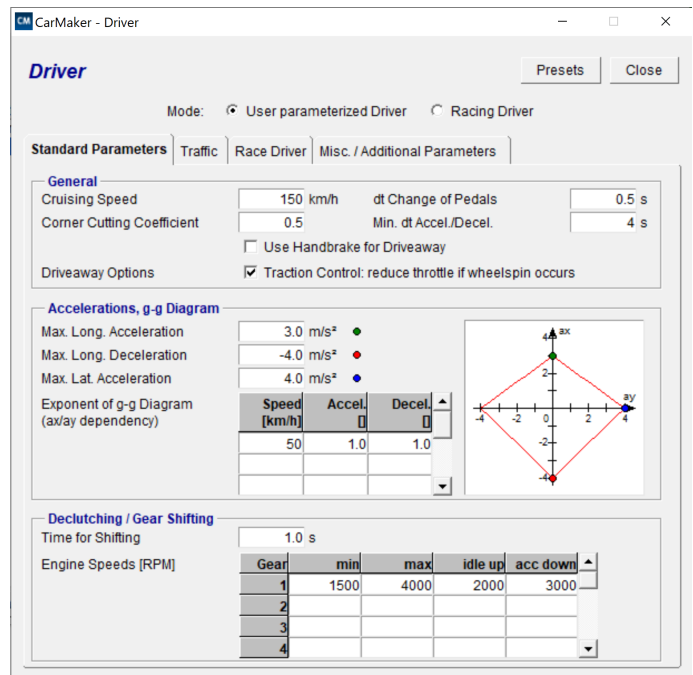 CM CarMaker - Driver
Driver
Presets Close
Mode: User parameterized Driver Racing Driver
Standard Parameters Traffic Race Driver Misc. / Additional Parameters
General
Cruising Speed 150 km/h dt Change of Pedals 0.5 s
Corner Cutting Coefficient 0.5 Min. dt Accel./Decel. 4 s
Use Handbrake for Driveaway
Driveaway Options Traction Control: reduce throttle if wheelspin occurs
Accelerations, g-g Diagram
Max. Long. Acceleration 3.0 m/s²
Max. Long. Deceleration -4.0 m/s²
Max. Lat. Acceleration 4.0 m/s²
Exponent of g-g Diagram
(ax/ay dependency)
Speed Accel. Decel.
[km/h] [] []
50 1.0 1.0
4 ax
2
ay
-4 -2 0 2 4
-2
-4
Declutching / Gear Shifting
Time for Shifting 1.0 s
Engine Speeds [RPM] Gear min max idle up acc down
1 1500 4000 2000 3000
2
3
4